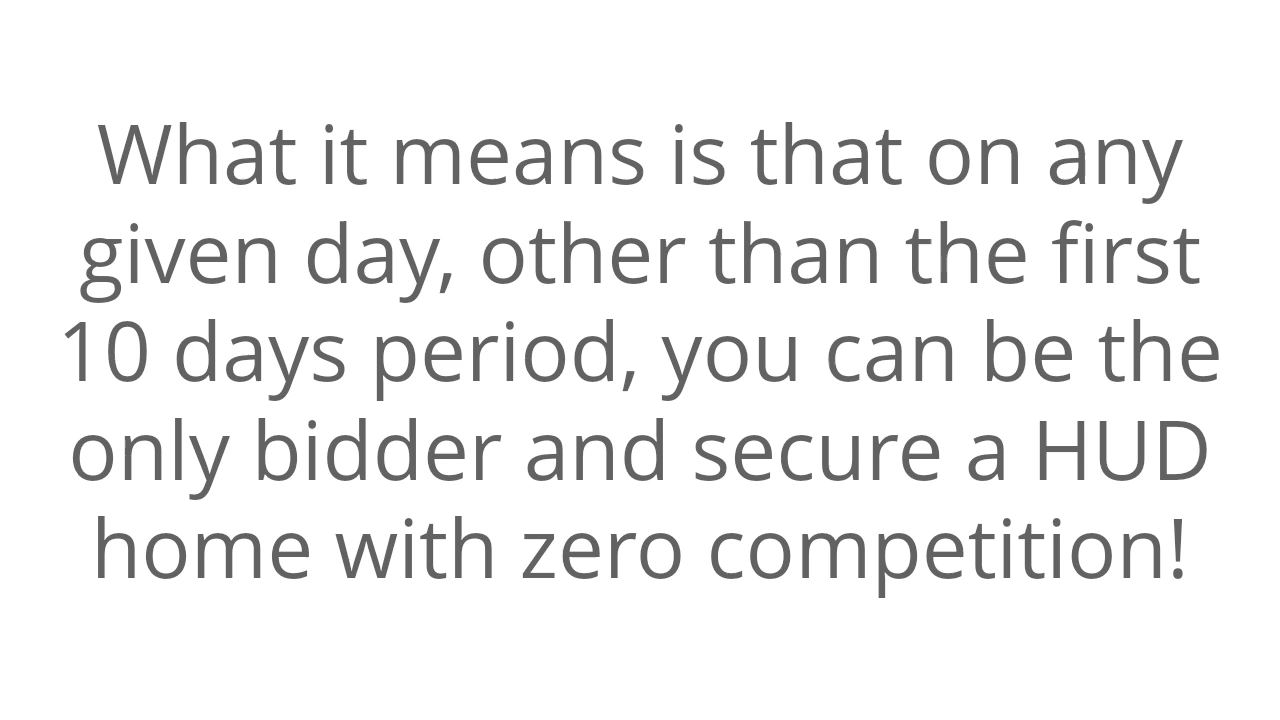 What it means is that on any
given day, other than the first
10 days period, you can be the
only bidder and secure a HUD
home with zero competition!